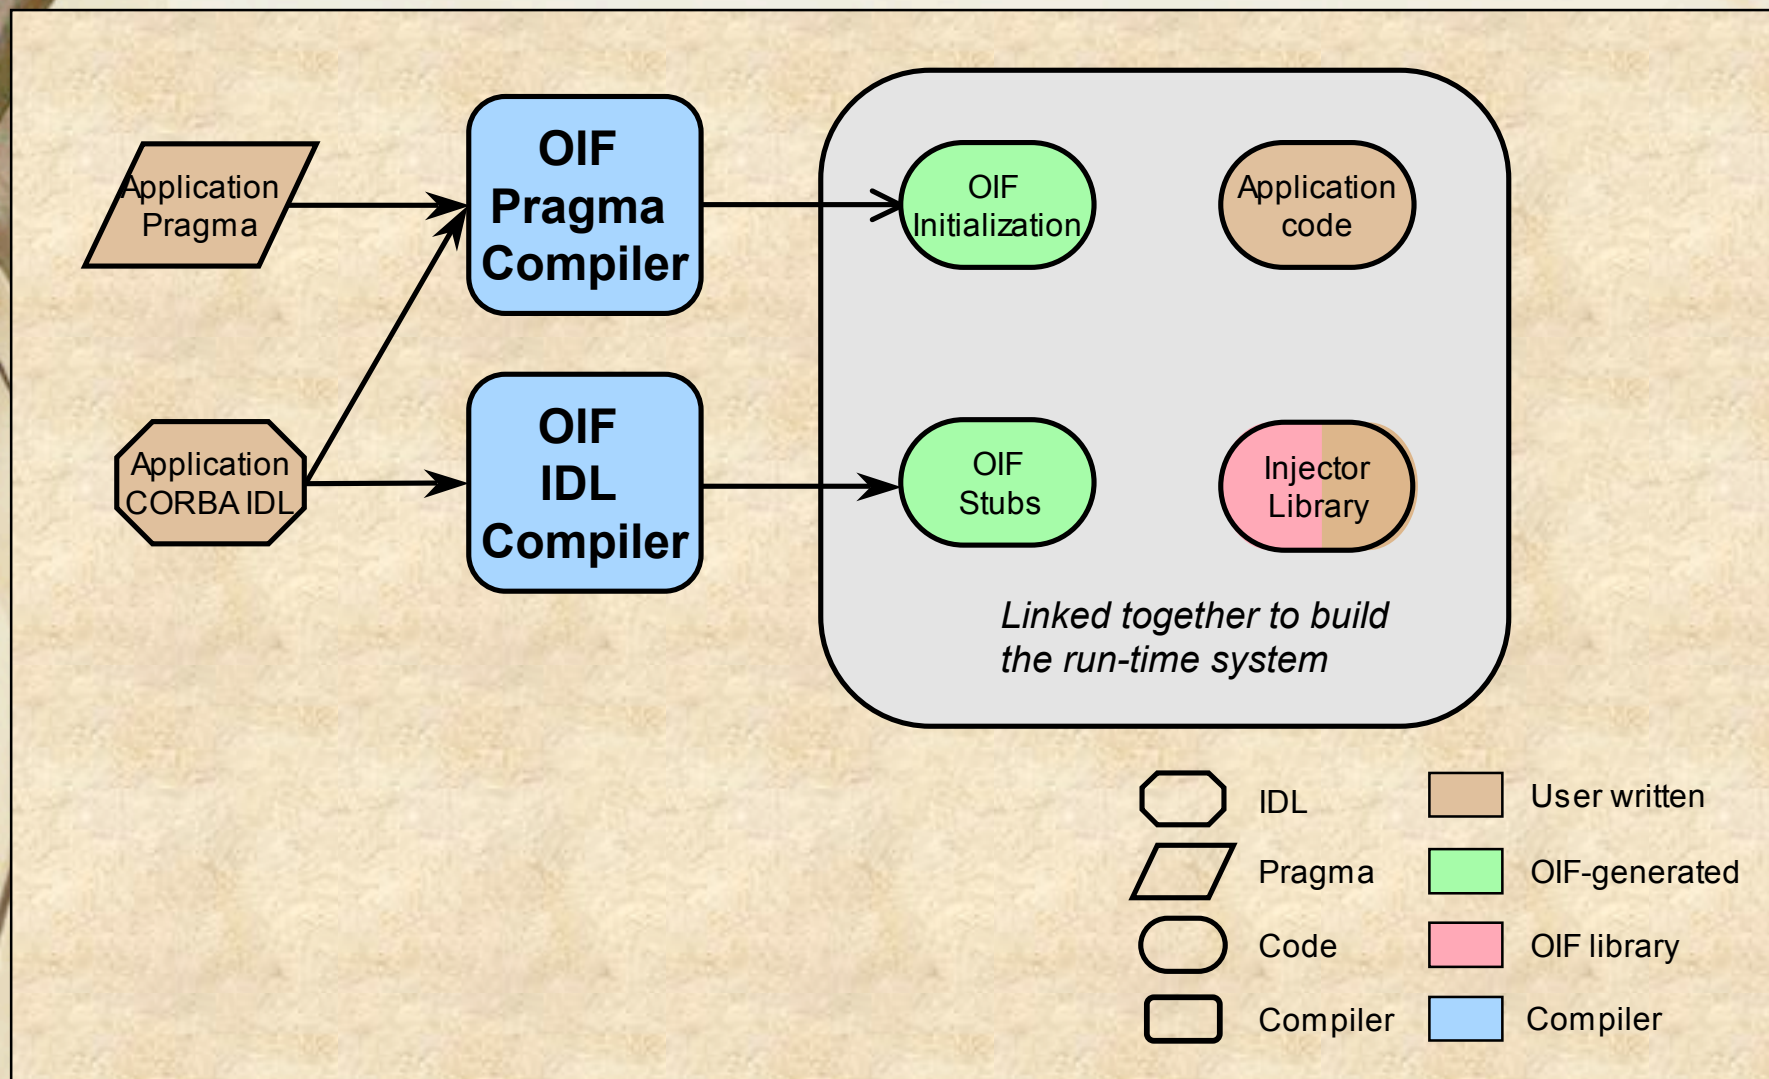 Application
Pragma
OIF
Pragma
Compiler
OIF
Initialization
Application
code
Application
CORBA IDL
OIF
IDL
Compiler
OIF
Stubs
Injector
Library
Linked together to build
the run-time system
IDL
User written
Pragma
OIF-generated
Code
OIF library
Compiler
Compiler